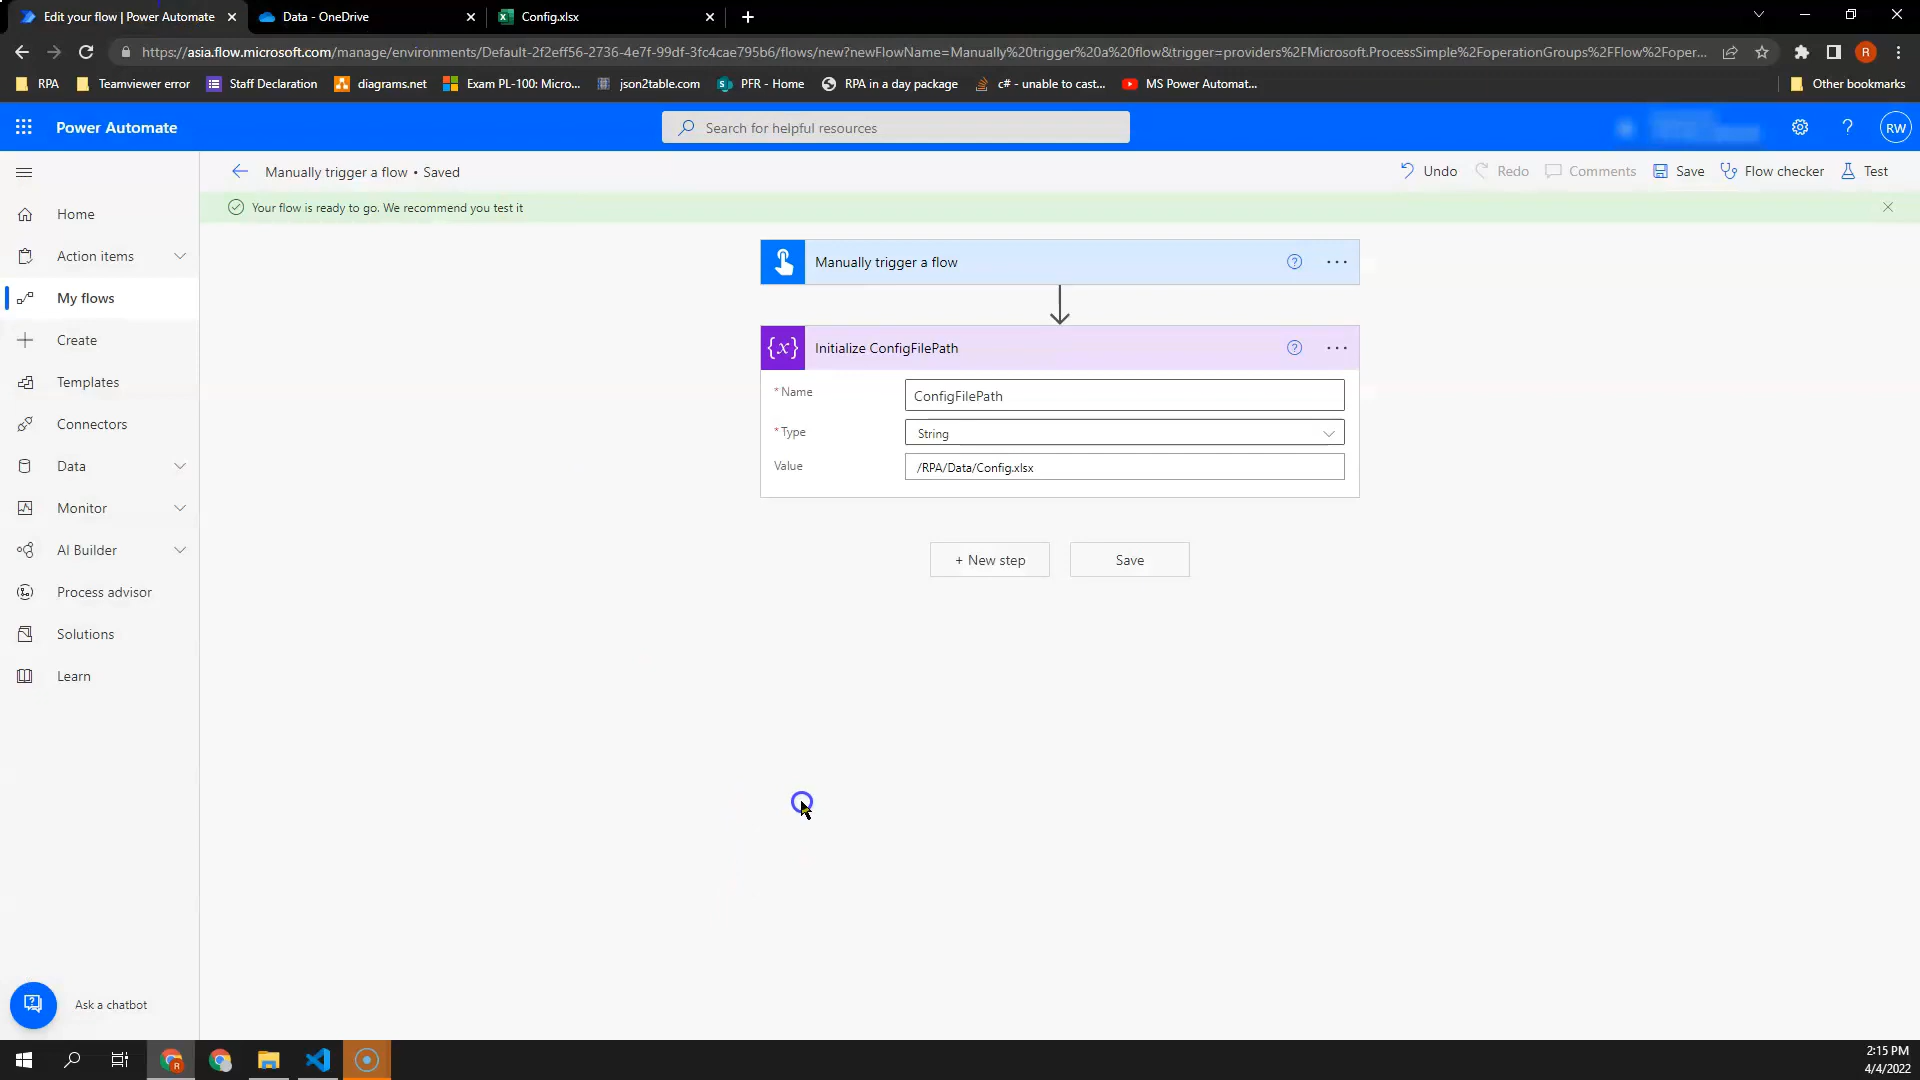 Edit your flow | Power Automate
Data - OneDrive
Config.xlsx
https://asia.flow.microsoft.com/manage/environments/Default-2f2eff56-2736-4e7f-99df-3fc4cae795b6/flows/new?newFlowName=Manually%20trigger%20a%20flow&trigger=providers%2FMicrosoft.ProcessSimple%2FoperationGroups%2FFlow%2foper...
R
RPA
Teamviewer error
Staff Declaration
diagrams.net
Exam PL-100: Micro...
json2table.com
PFR - Home
RPA in a day package
c# - unable to cast...
MS Power Automat...
Other bookmarks
Power Automate
Search for helpful resources
?
RW
Manually trigger a flow • Saved
Undo
Redo
Comments
Save
Flow checker
Test
Your flow is ready to go. We recommend you test it
Home
Action items
My flows
Create
Templates
Connectors
Data
Monitor
AI Builder
Process advisor
Solutions
Learn
Ask a chatbot
Manually trigger a flow
{x} Initialize ConfigFilePath
* Name
ConfigFilePath
* Type
String
Value
/RPA/Data/Config.xlsx
+ New step
Save
2:15 PM
4/4/2022